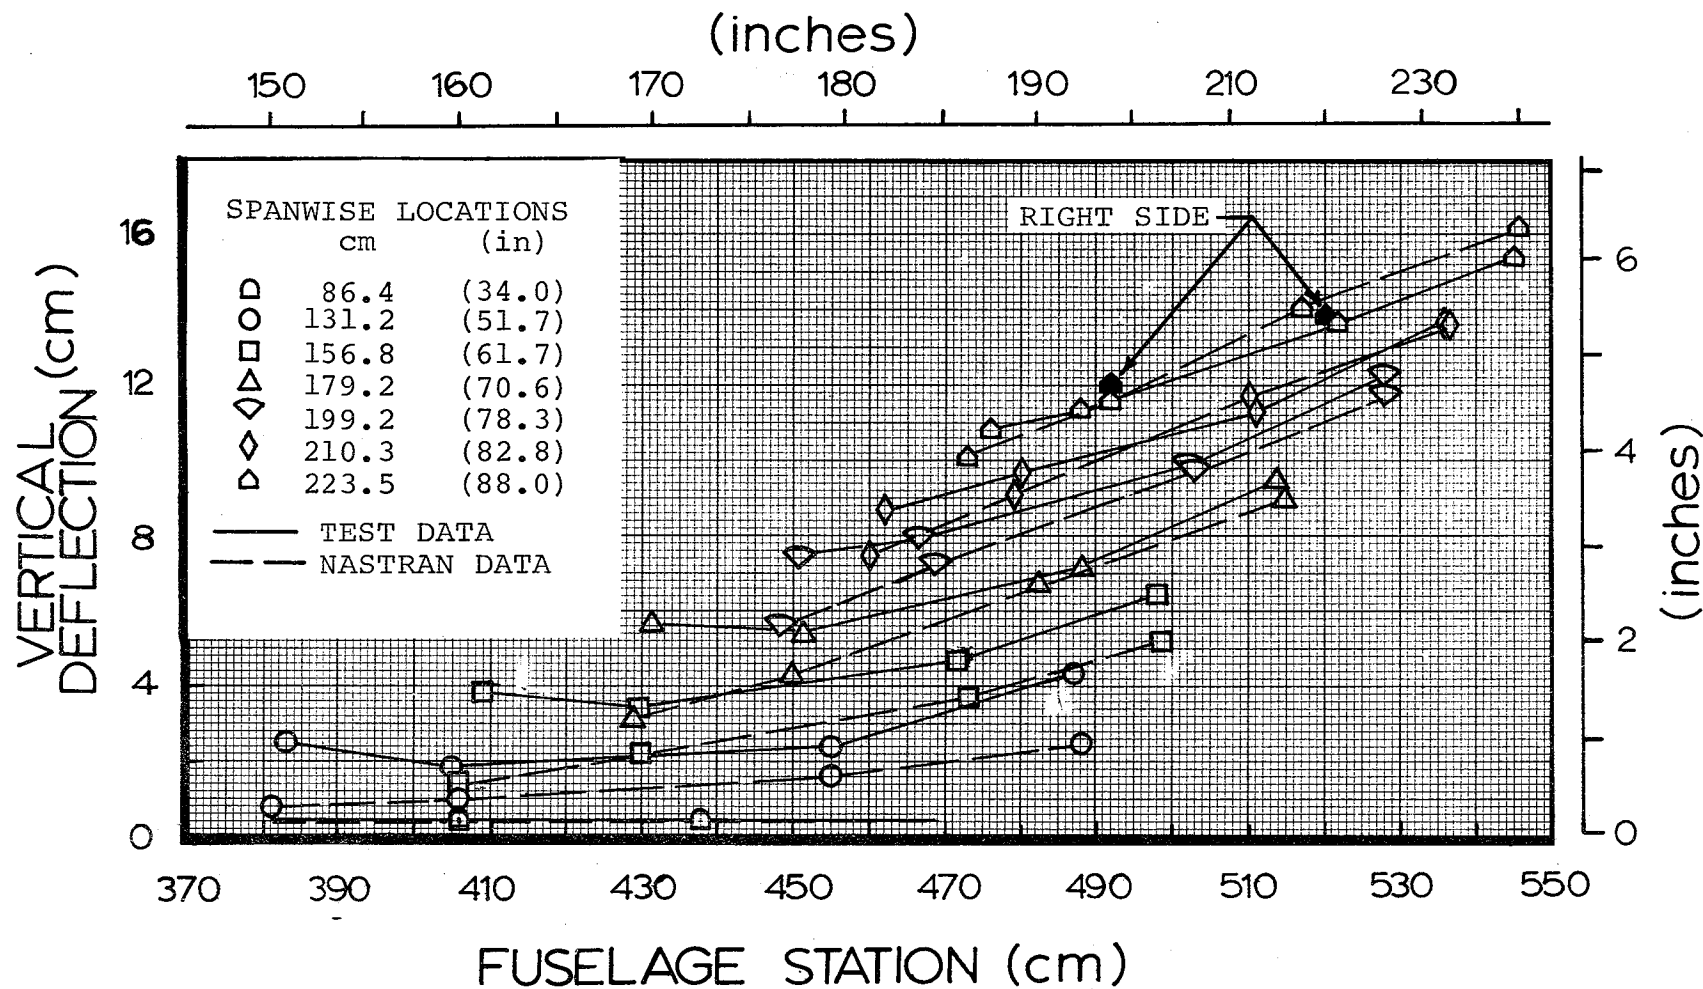 (inches)
150 160 170 180 190 210 230
SPANWISE LOCATIONS
cm (in)
86.4 (34.0)
131.2 (51.7)
156.8 (61.7)
179.2 (70.6)
199.2 (78.3)
210.3 (82.8)
223.5 (88.0)
TEST DATA
NASTRAN DATA
RIGHT SIDE
VERTICAL
DEFLECTION (cm)
16
12
8
4
0
6
4
2
0
(inches)
370 390 410 430 450 470 490 510 530 550
FUSELAGE STATION (cm)